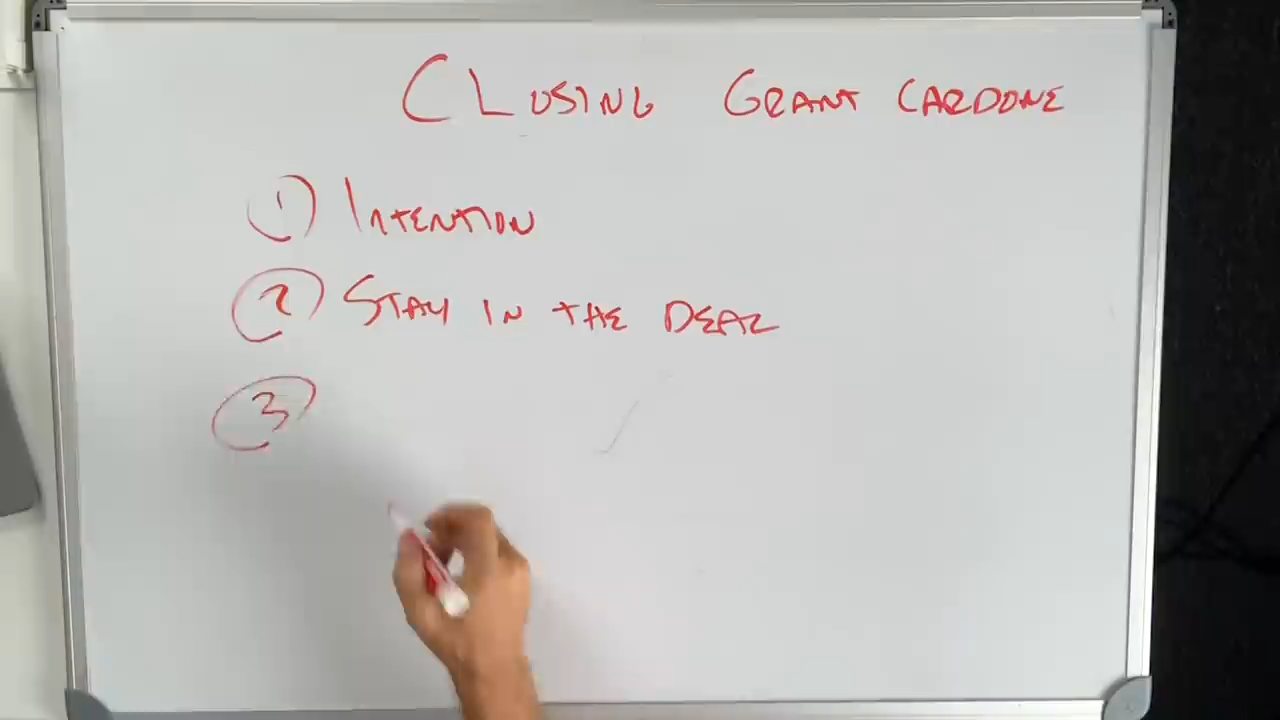 CLOSING GRANT CARDONE
1 INTENTION
2 STAY IN THE DEAL
3